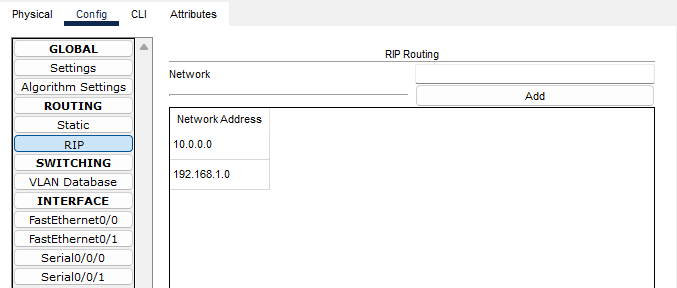 Physical Config CLI Attributes
GLOBAL
Settings
Algorithm Settings
ROUTING
Static
RIP
SWITCHING
VLAN Database
INTERFACE
FastEthernet0/0
FastEthernet0/1
Serial0/0/0
Serial0/0/1
RIP Routing
Network
Add
Network Address
10.0.0.0
192.168.1.0